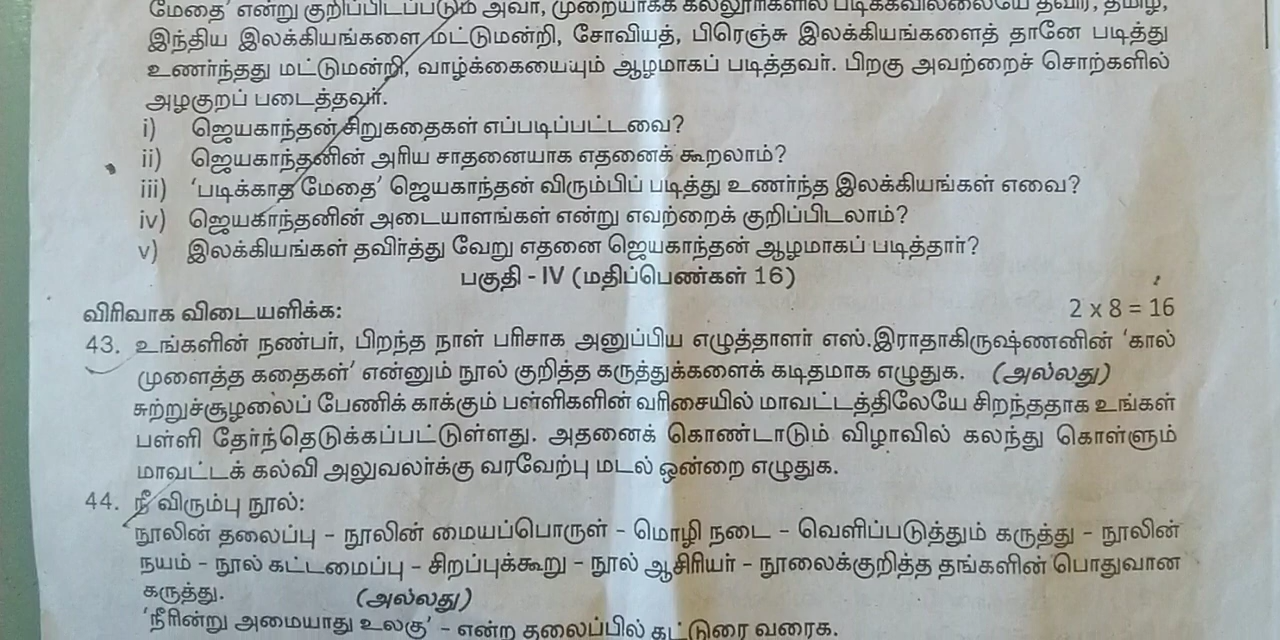 மேதை' என்று குறிப்பிடப்படும் அவர், முறையாகக் கல்லூரிகளில் படிக்கவில்லையே தவிர, தமிழ்,
இந்திய இலக்கியங்களை மட்டுமன்றி, சோவியத், பிரெஞ்சு இலக்கியங்களைத் தானே படித்து
உணர்ந்தது மட்டுமன்றி, வாழ்க்கையையும் ஆழமாகப் படித்தவர். பிறகு அவற்றைச் சொற்களில்
அழகுறப் படைத்தவர்.
i) ஜெயகாந்தன் சிறுகதைகள் எப்படிப்பட்டவை?
ii) ஜெயகாந்தனின் அரிய சாதனையாக எதனைக் கூறலாம்?
iii) 'படிக்காத மேதை' ஜெயகாந்தன் விரும்பிப் படித்து உணர்ந்த இலக்கியங்கள் எவை?
iv) ஜெயகாந்தனின் அடையாளங்கள் என்று எவற்றைக் குறிப்பிடலாம்?
v) இலக்கியங்கள் தவிர்த்து வேறு எதனை ஜெயகாந்தன் ஆழமாகப் படித்தார்?
பகுதி - IV (மதிப்பெண்கள் 16)
விரிவாக விடையளிக்க: 2 x 8 = 16
43. உங்களின் நண்பர், பிறந்த நாள் பரிசாக அனுப்பிய எழுத்தாளர் எஸ்.இராதாகிருஷ்ணனின் 'கால்
முளைத்த கதைகள்' என்னும் நூல் குறித்த கருத்துக்களைக் கடிதமாக எழுதுக. (அல்லது)
சுற்றுச்சூழலைப் பேணிக் காக்கும் பள்ளிகளின் வரிசையில் மாவட்டத்திலேயே சிறந்ததாக உங்கள்
பள்ளி தேர்ந்தெடுக்கப்பட்டுள்ளது. அதனைக் கொண்டாடும் விழாவில் கலந்து கொள்ளும்
மாவட்டக் கல்வி அலுவலர்க்கு வரவேற்பு மடல் ஒன்றை எழுதுக.
44. நீ விரும்பு நூல்:
நூலின் தலைப்பு - நூலின் மையப்பொருள் - மொழி நடை - வெளிப்படுத்தும் கருத்து - நூலின்
நயம் - நூல் கட்டமைப்பு - சிறப்புக்கூறு - நூல் ஆசிரியர் - நூலைக்குறித்த தங்களின் பொதுவான
கருத்து. (அல்லது)
'நீரின்று அமையாது உலகு' - என்ற தலைப்பில் கட்டுரை வரைக.